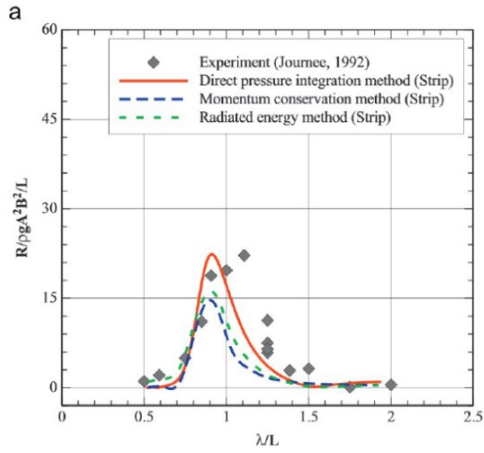 a
60
Experiment (Journee, 1992)
Direct pressure integration method (Strip)
Momentum conservation method (Strip)
Radiated energy method (Strip)
45
30
15
0
R/ρgA²B²/L
0
0.5
1
1.5
2
2.5
λ/L